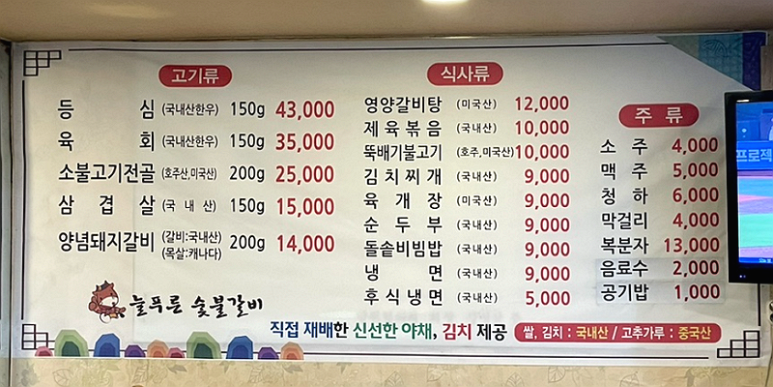 고기류
등 심 (국내산한우) 150g 43,000
육 회 (국내산한우) 150g 35,000
소불고기전골 (호주산,미국산) 200g 25,000
삼 겹 살 (국 내 산) 150g 15,000
양념돼지갈비 (갈비:국내산) (목살:캐나다) 200g 14,000
늘푸른 숯불갈비
식사류
영양갈비탕 (미국산) 12,000
제육볶음 (국내산) 10,000
뚝배기불고기 (호주,미국산) 10,000
김치찌개 (국내산) 9,000
육 개 장 (국내산) 9,000
순 두 부 (국내산) 9,000
돌솥비빔밥 (국내산) 9,000
냉 면 (국내산) 9,000
후식냉면 (국내산) 5,000
주 류
소 주 4,000
맥 주 5,000
청 하 6,000
막걸리 4,000
복분자 13,000
음료수 2,000
공기밥 1,000
직접 재배한 신선한 야채, 김치 제공
쌀, 김치 : 국내산 / 고추가루 : 중국산
프로젝